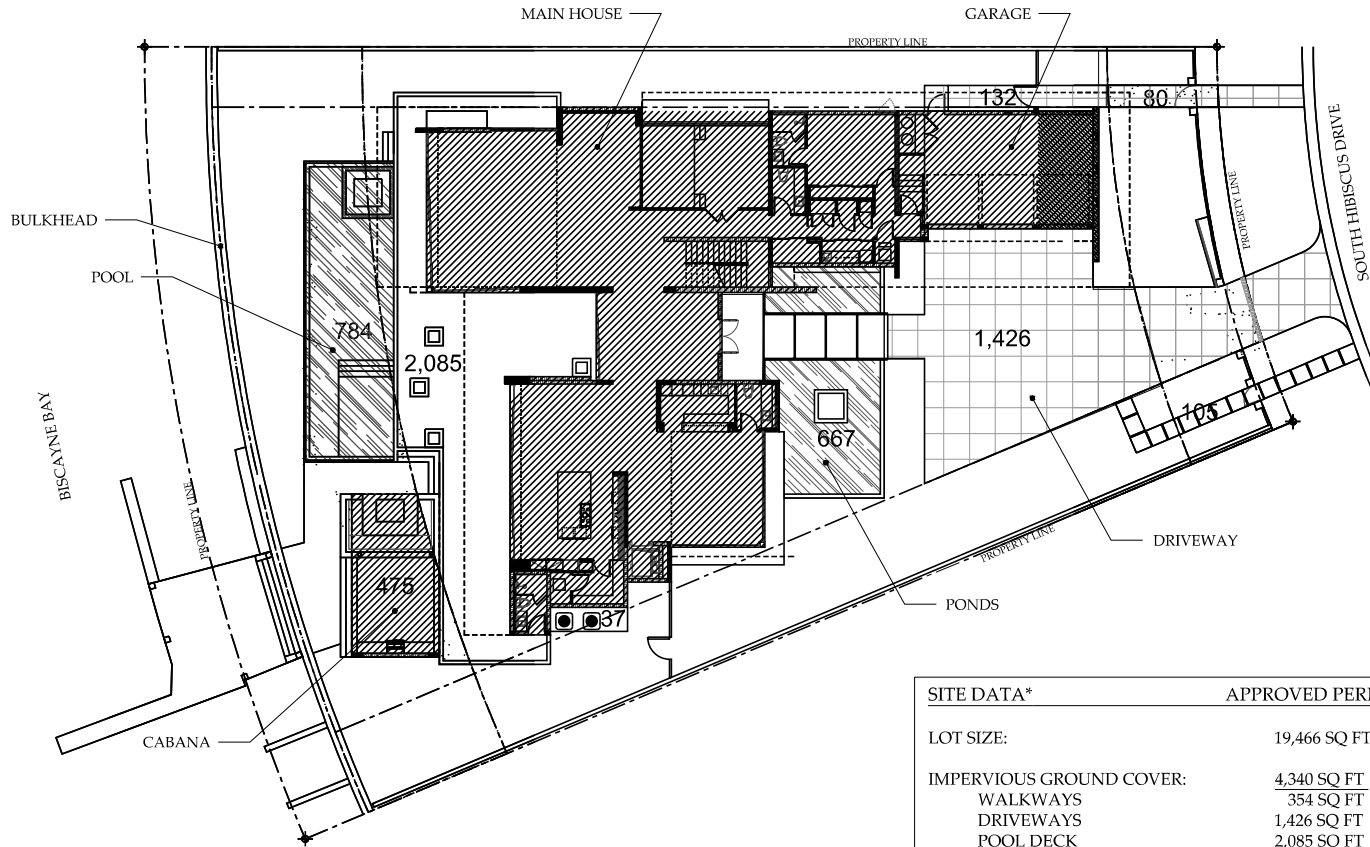 MAIN HOUSE
GARAGE
PROPERTY LINE
132
80
SOUTH HIBISCUS DRIVE
PROPERTY LINE
BULKHEAD
POOL
784
2,085
1,426
BISCAYNE BAY
105
667
PROPERTY LINE
DRIVEWAY
PROPERTY LINE
475
PONDS
37
CABANA
SITE DATA* APPROVED
LOT SIZE: 19,466 SQ FT
IMPERVIOUS GROUND COVER: 4,340 SQ FT
WALKWAYS 354 SQ FT
DRIVEWAYS 1,426 SQ FT
POOL DECK 2,085 SQ FT